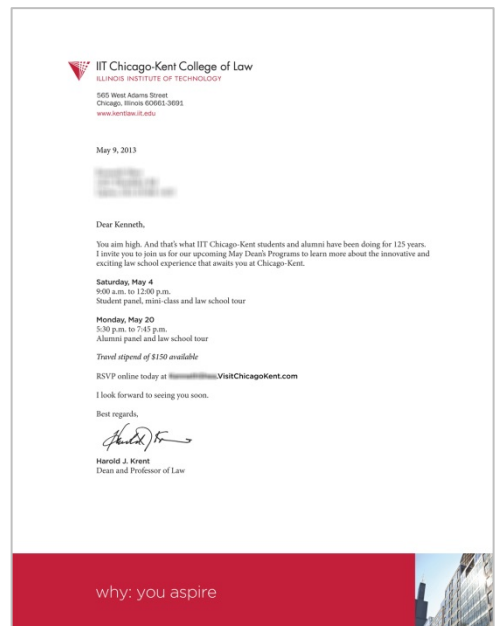 IIT Chicago-Kent College of Law
ILLINOIS INSTITUTE OF TECHNOLOGY
565 West Adams Street
Chicago, Illinois 60661-3691
www.kentlaw.iit.edu
May 9, 2013
Dear Kenneth,
You aim high. And that's what IIT Chicago-Kent students and alumni have been doing for 125 years.
I invite you to join us for our upcoming May Dean's Programs to learn more about the innovative and
exciting law school experience that awaits you at Chicago-Kent.
Saturday, May 4
9:00 a.m. to 12:00 p.m.
Student panel, mini-class and law school tour
Monday, May 20
5:30 p.m. to 7:45 p.m.
Alumni panel and law school tour
Travel stipend of $150 available
RSVP online today at .VisitChicagoKent.com
I look forward to seeing you soon.
Best regards,
Harold J. Krent
Dean and Professor of Law
why: you aspire